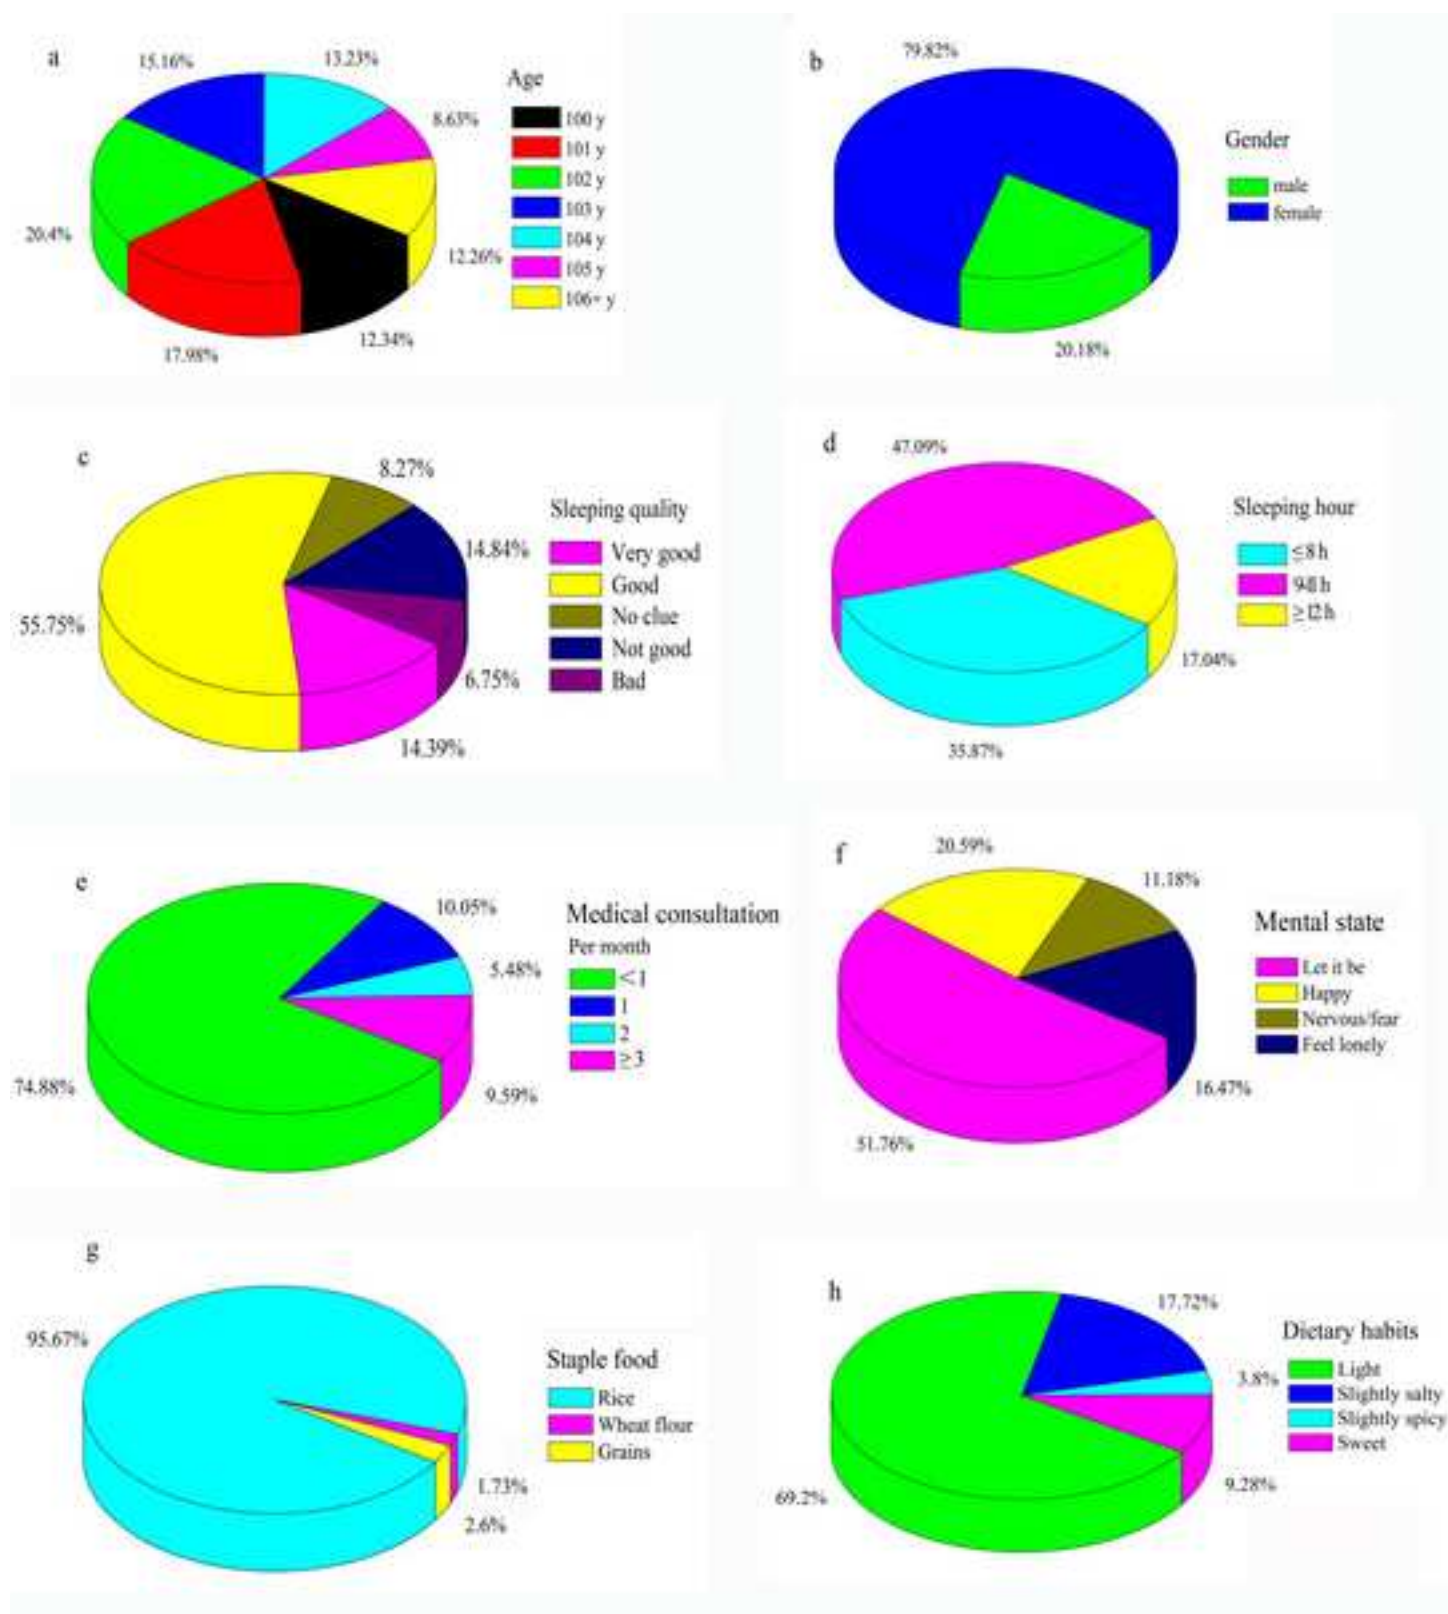 a
15.16%
13.23%
8.63%
20.4%
12.26%
12.34%
17.98%
Age
100 y
101 y
102 y
103 y
104 y
105 y
106+ y
b
79.82%
20.18%
Gender
male
female
c
8.27%
14.84%
55.75%
6.75%
14.39%
Sleeping quality
Very good
Good
No clue
Not good
Bad
d
47.09%
17.04%
35.87%
Sleeping hour
≤8 h
≥12 h
e
10.05%
5.48%
74.88%
9.59%
Medical consultation
Per month
<1
1
2
≥3
f
20.59%
11.18%
16.47%
51.76%
Mental state
Let it be
Happy
Nervous/fear
Feel lonely
g
95.67%
1.73%
2.6%
Staple food
Rice
Wheat flour
Grains
h
17.72%
3.8%
69.2%
9.28%
Dietary habits
Light
Slightly salty
Slightly spicy
Sweet